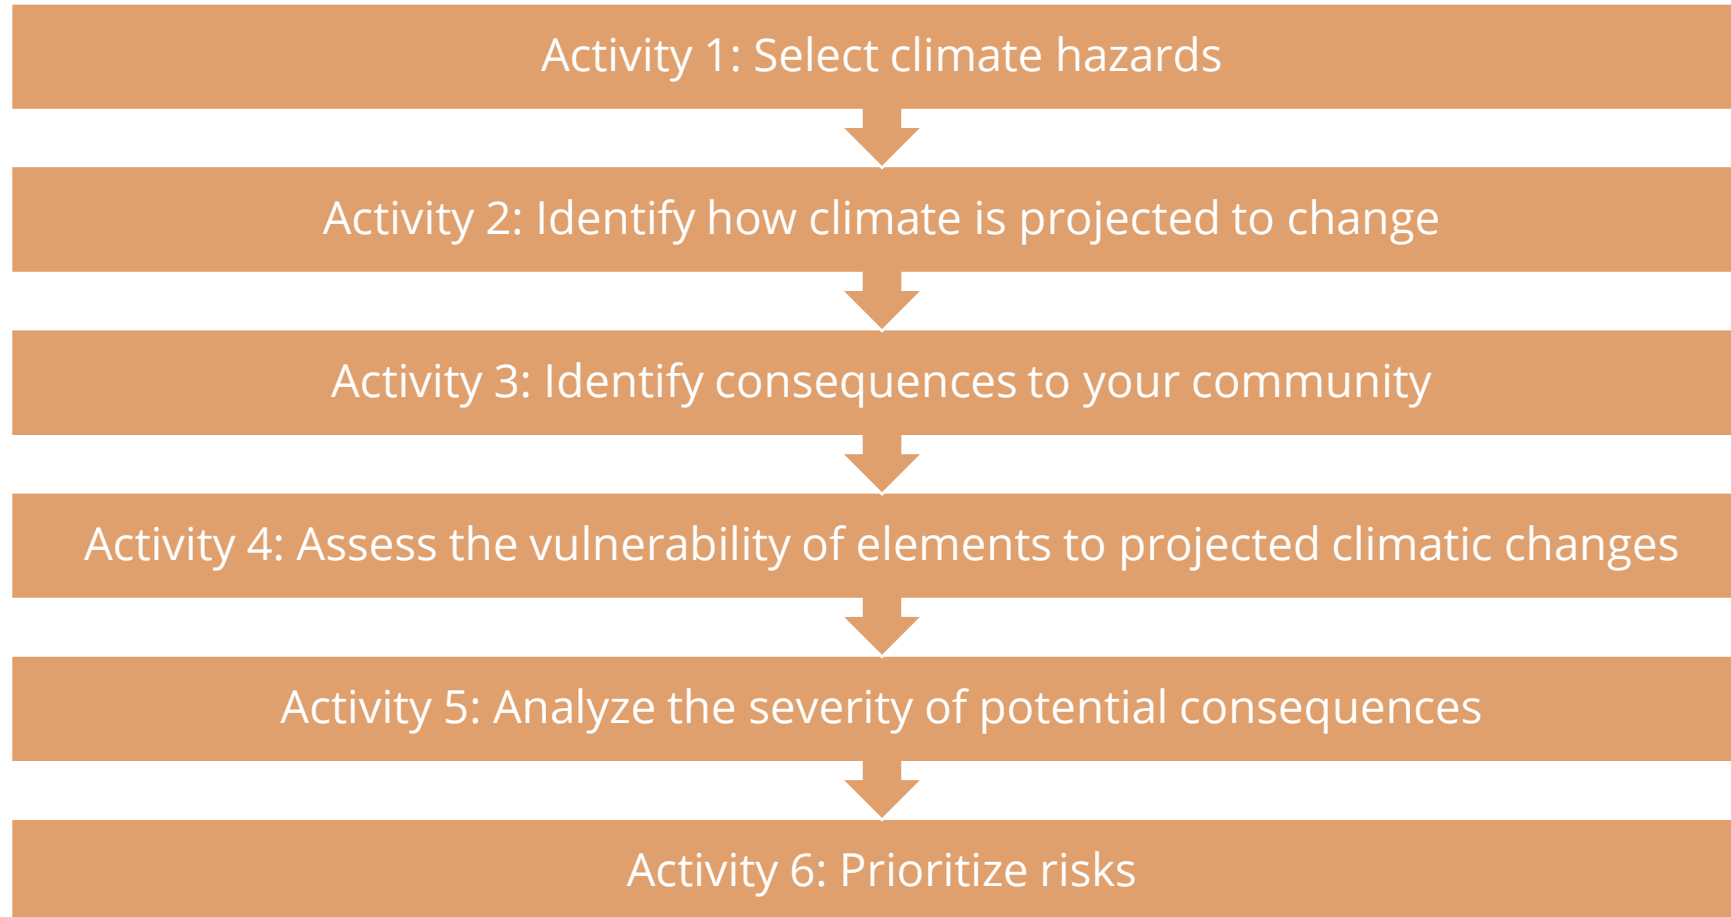 Activity 1: Select climate hazards
Activity 2: Identify how climate is projected to change
Activity 3: Identify consequences to your community
Activity 4: Assess the vulnerability of elements to projected climatic changes
Activity 5: Analyze the severity of potential consequences
Activity 6: Prioritize risks